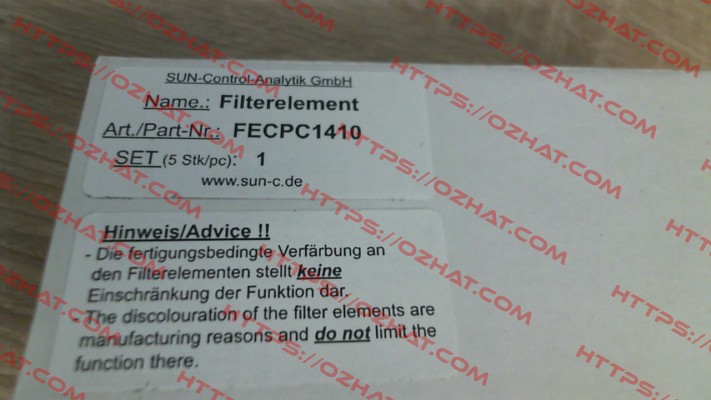 SUN-Control-Analytik GmbH
Name.: Filterelement
Art./Part-Nr.: FECPC1410
SET (5 Stk/pc): 1
www.sun-c.de
Hinweis/Advice !!
- Die fertigungsbedingte Verfärbung an
den Filterelementen stellt keine
Einschränkung der Funktion dar.
- The discolouration of the filter elements are
manufacturing reasons and do not limit the
function there.
HTTPS://OZHAT.COM